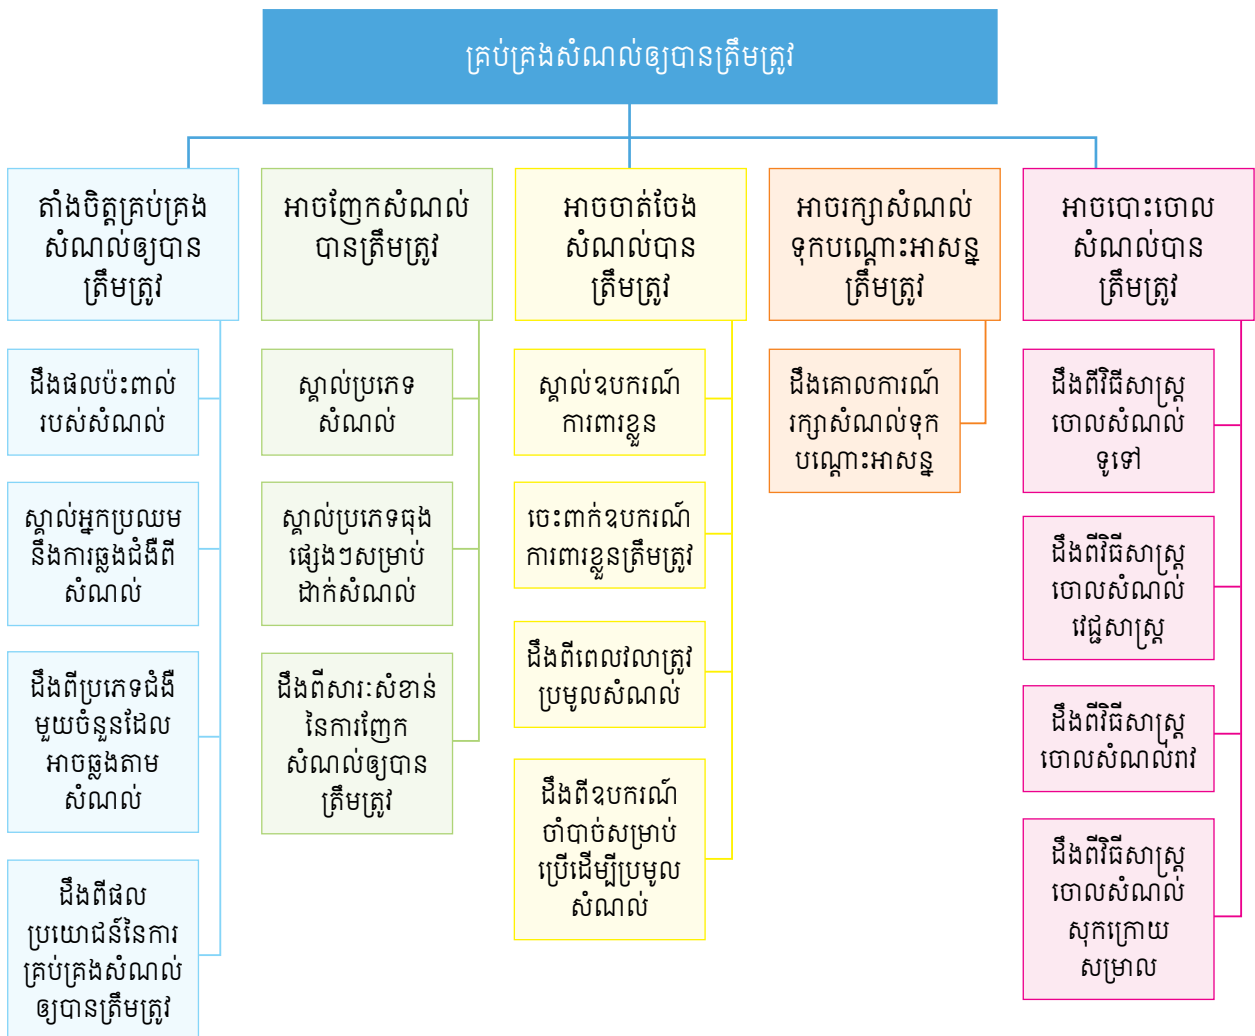 គ្រប់គ្រងសំណល់ឲ្យបានត្រឹមត្រូវ
តាំងចិត្តគ្រប់គ្រង
សំណល់ឲ្យបាន
ត្រឹមត្រូវ
ដឹងផលប៉ះពាល់
របស់សំណល់
ស្គាល់អ្នកប្រឈម
នឹងការឆ្លងជំងឺពី
សំណល់
ដឹងពីប្រភេទជំងឺ
មួយចំនួនដែល
អាចឆ្លងតាម
សំណល់
ដឹងពីផល
ប្រយោជន៍នៃការ
គ្រប់គ្រងសំណល់
ឲ្យបានត្រឹមត្រូវ
អាចញែកសំណល់
បានត្រឹមត្រូវ
ស្គាល់ប្រភេទ
សំណល់
ស្គាល់ប្រភេទធុង
ផ្សេងៗសម្រាប់
ដាក់សំណល់
ដឹងពីសារៈសំខាន់
នៃការញែក
សំណល់ឲ្យបាន
ត្រឹមត្រូវ
អាចចាត់ចែង
សំណល់បាន
ត្រឹមត្រូវ
ស្គាល់ឧបករណ៍
ការពារខ្លួន
ចេះពាក់ឧបករណ៍
ការពារខ្លួនត្រឹមត្រូវ
ដឹងពីពេលវលាត្រូវ
ប្រមូលសំណល់
ដឹងពីឧបករណ៍
ចាំបាច់សម្រាប់
ប្រើដើម្បីប្រមូល
សំណល់
អាចរក្សាសំណល់
ទុកបណ្តោះអាសន្ន
ត្រឹមត្រូវ
ដឹងគោលការណ៍
រក្សាសំណល់ទុក
បណ្តោះអាសន្ន
អាចបោះចោល
សំណល់បាន
ត្រឹមត្រូវ
ដឹងពីវិធីសាស្ត្រ
ចោលសំណល់
ទូទៅ
ដឹងពីវិធីសាស្ត្រ
ចោលសំណល់
វេជ្ជសាស្ត្រ
ដឹងពីវិធីសាស្ត្រ
ចោលសំណល់រាវ
ដឹងពីវិធីសាស្ត្រ
ចោលសំណល់
សុកក្រោយ
សម្រាល